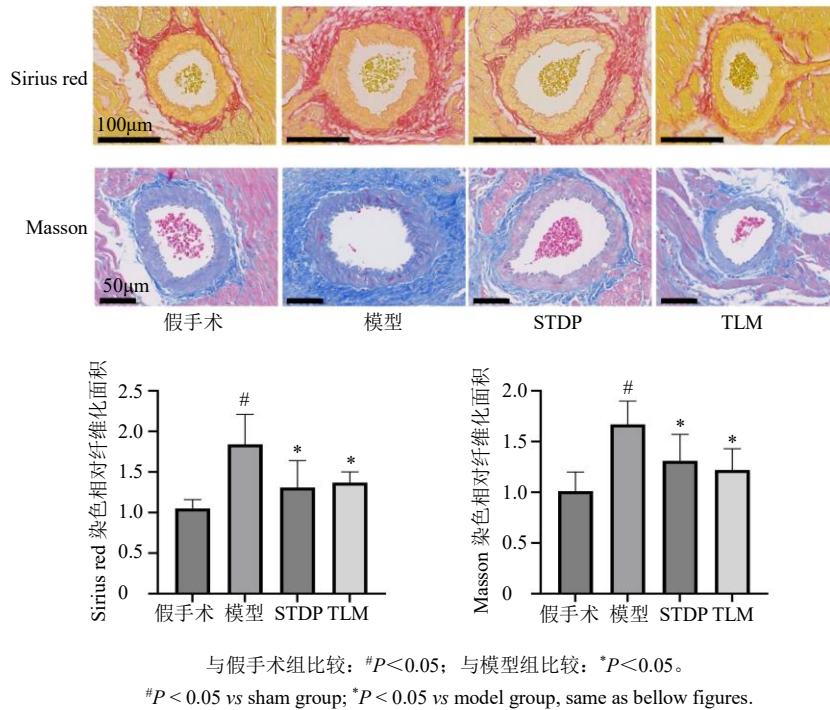 Sirius red
100μm
Masson
50μm
假手术 模型 STDP TLM
Sirius red 染色相对纤维化面积
2.5
2.0
1.5
1.0
0.5
0
#
*
*
假手术 模型 STDP TLM
Masson 染色相对纤维化面积
2.0
1.5
1.0
0.5
0
#
*
*
假手术 模型 STDP TLM
与假手术组比较：#P＜0.05；与模型组比较：*P＜0.05。
#P < 0.05 vs sham group; *P < 0.05 vs model group, same as bellow figures.